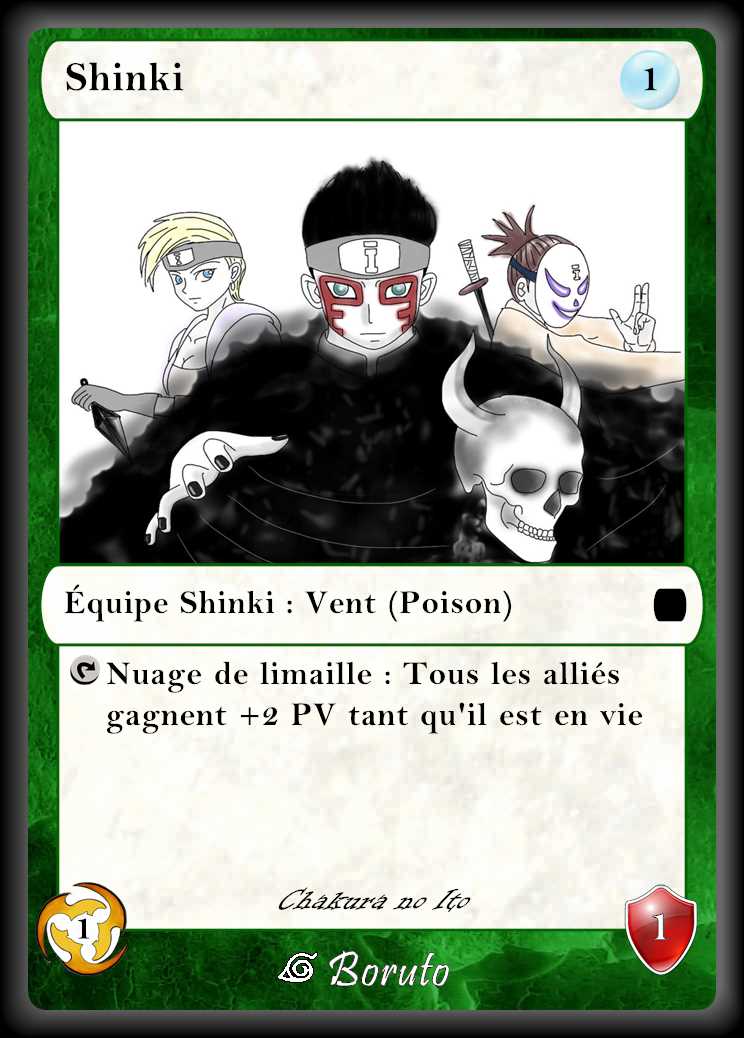 Shinki
1
Équipe Shinki : Vent (Poison)
Nuage de limaille : Tous les alliés
gagnent +2 PV tant qu'il est en vie
Chakura no Ito
1
1
Boruto